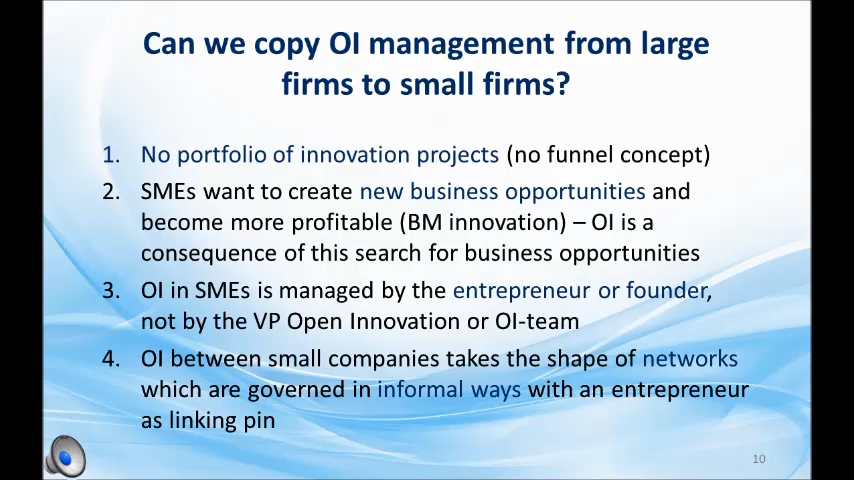 Can we copy OI management from large
firms to small firms?
1. No portfolio of innovation projects (no funnel concept)
2. SMEs want to create new business opportunities and
become more profitable (BM innovation) – OI is a
consequence of this search for business opportunities
3. OI in SMEs is managed by the entrepreneur or founder,
not by the VP Open Innovation or OI-team
4. OI between small companies takes the shape of networks
which are governed in informal ways with an entrepreneur
as linking pin
10